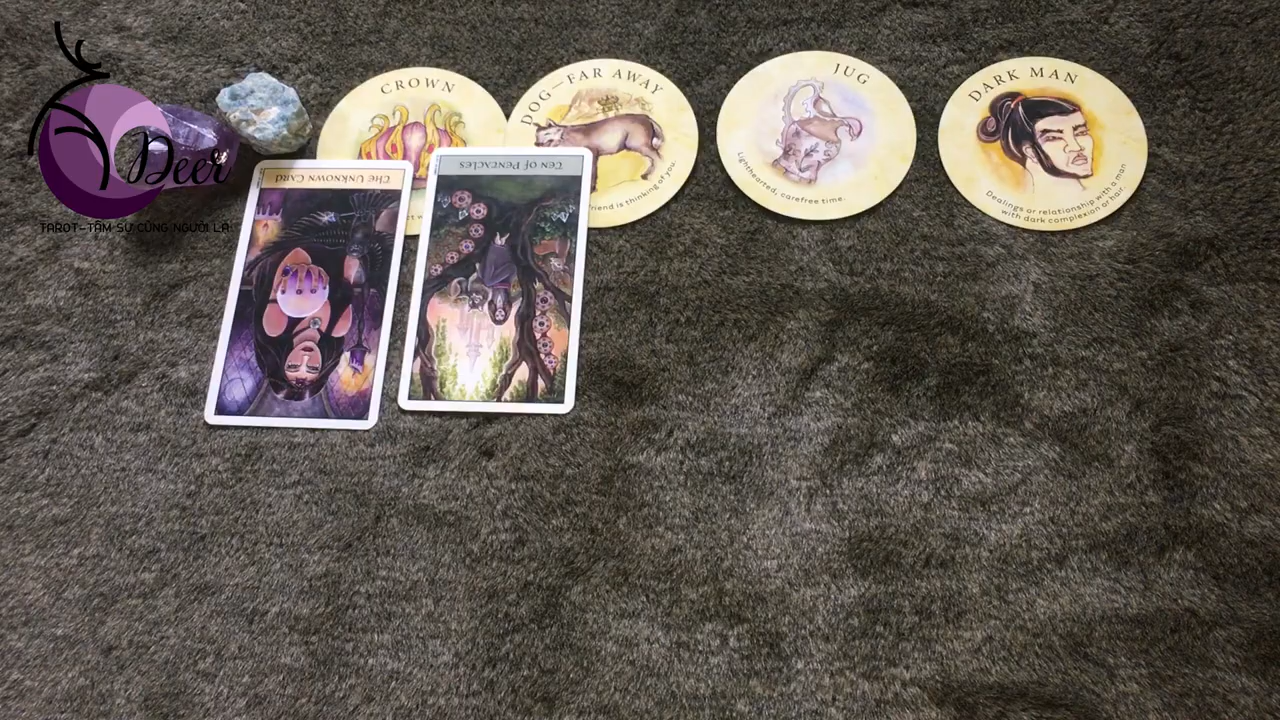 Deer
TAROT-TÂM SỰ CÙNG NGƯỜI LẠ
CROWN
DOG—FAR AWAY
friend is thinking of you.
JUG
Lighthearted, carefree time.
DARK MAN
Dealings or relationship with a man
with dark complexion or hair.
THE UNKNOWN CARD
TEN OF PENTACLES